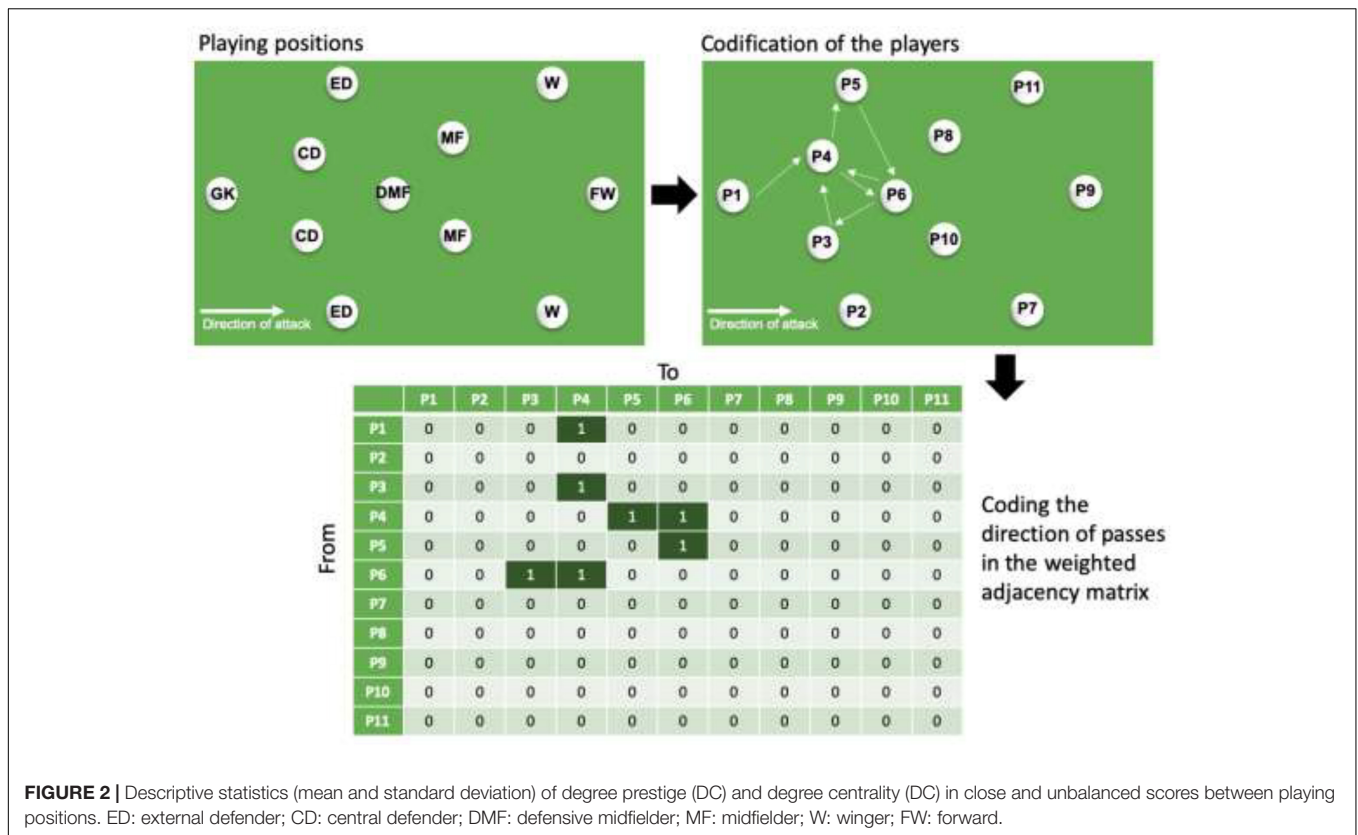 Playing positions
Codification of the players
ED
W
MF
CD
GK
DMF
FW
CD
MF
ED
W
Direction of attack
P5
P11
P8
P4
P1
P6
P9
P3
P10
P2
P7
Direction of attack
To
P1 P2 P3 P4 P5 P6 P7 P8 P9 P10 P11
P1 0 0 0 1 0 0 0 0 0 0 0
P2 0 0 0 0 0 0 0 0 0 0 0
P3 0 0 0 1 0 0 0 0 0 0 0
P4 0 0 0 0 1 1 0 0 0 0 0
P5 0 0 0 0 0 1 0 0 0 0 0
P6 0 0 1 1 0 0 0 0 0 0 0
P7 0 0 0 0 0 0 0 0 0 0 0
P8 0 0 0 0 0 0 0 0 0 0 0
P9 0 0 0 0 0 0 0 0 0 0 0
P10 0 0 0 0 0 0 0 0 0 0 0
P11 0 0 0 0 0 0 0 0 0 0 0
From
Coding the
direction of passes
in the weighted
adjacency matrix
FIGURE 2 | Descriptive statistics (mean and standard deviation) of degree prestige (DC) and degree centrality (DC) in close and unbalanced scores between playing
positions. ED: external defender; CD: central defender; DMF: defensive midfielder; MF: midfielder; W: winger; FW: forward.